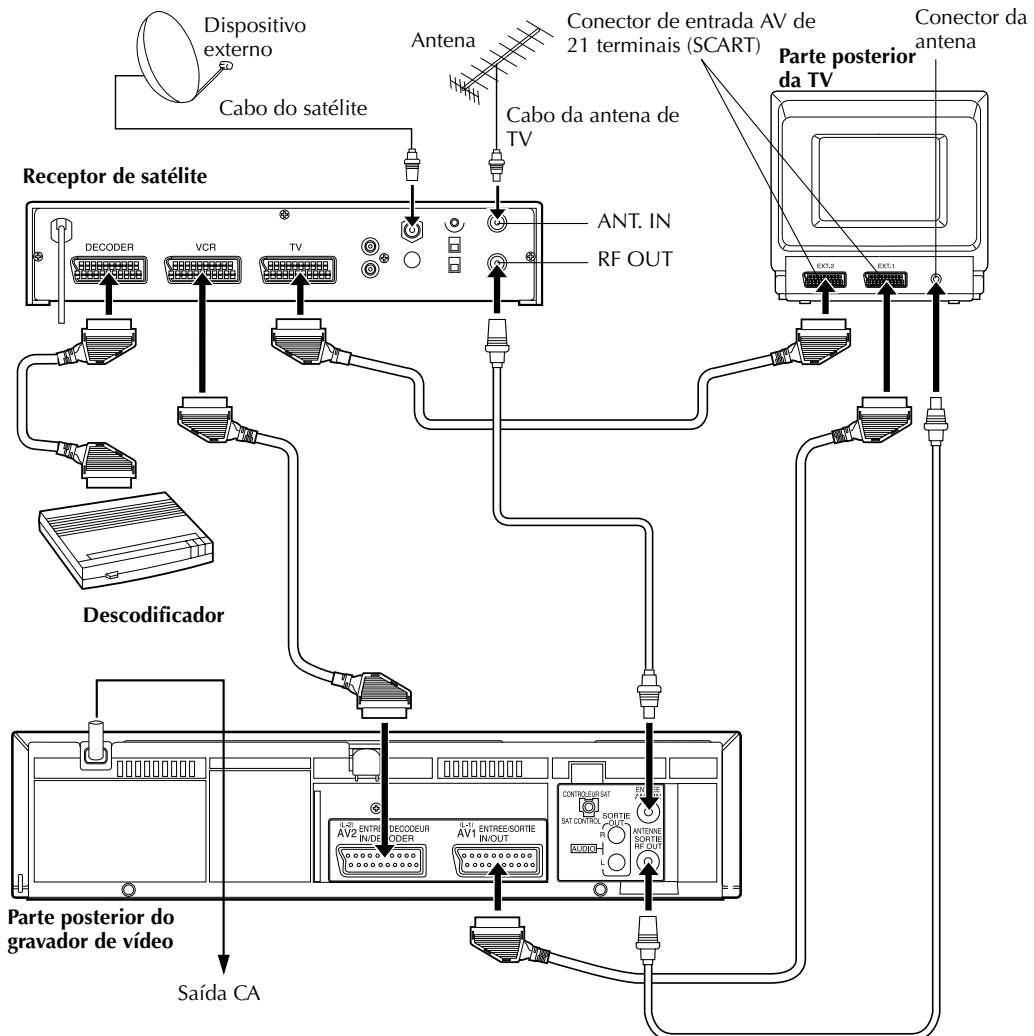 Dispositivo
externo
Antena
Conector de entrada AV de
21 terminais (SCART)
Conector da
antena
Parte posterior
da TV
Cabo do satélite
Cabo da antena de
TV
Receptor de satélite
ANT. IN
RF OUT
DECODER
VCR
TV
EXT.2
EXT.1
Descodificador
CONTROLEUR SAT
SAT CONTROL
SORTIE
OUT
R
AUDIO
L
ANTENNE
SORTIE
RF OUT
(L-2)
AV2
IN/DECODER
(L-1)
AV1 ENTREE/SORTIE
IN/OUT
Parte posterior do
gravador de vídeo
Saída CA